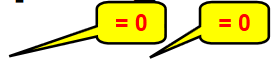 = 0 = 0